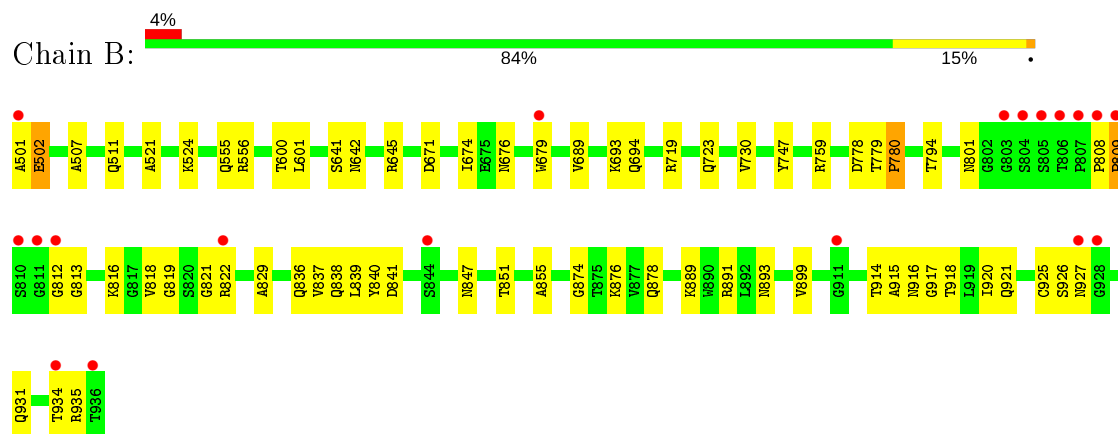 4%
Chain B:
84% 15% •
A501 E502 A507 Q511 A521 K524 Q555 R556 T600 L601 S641 N642 R645 D671 I674 E675 N676 W679 V689 K693 Q694 R719 Q723 V730 Y747 R759 D778 T779 P780 T794 N801 G802 G803 S804 S805 T806 P807 P808 P809
S810 G811 G812 G813 K816 G817 V818 G819 S820 G821 R822 A829 Q836 V837 Q838 L839 Y840 D841 S844 N847 T851 A855 G874 T875 K876 V877 Q878 K889 W890 R891 L892 N893 V899 G911 T914 A915 N916 G917 T918 L919 I920 Q921 C925 S926 N927 G928
Q931 T934 R935 T936